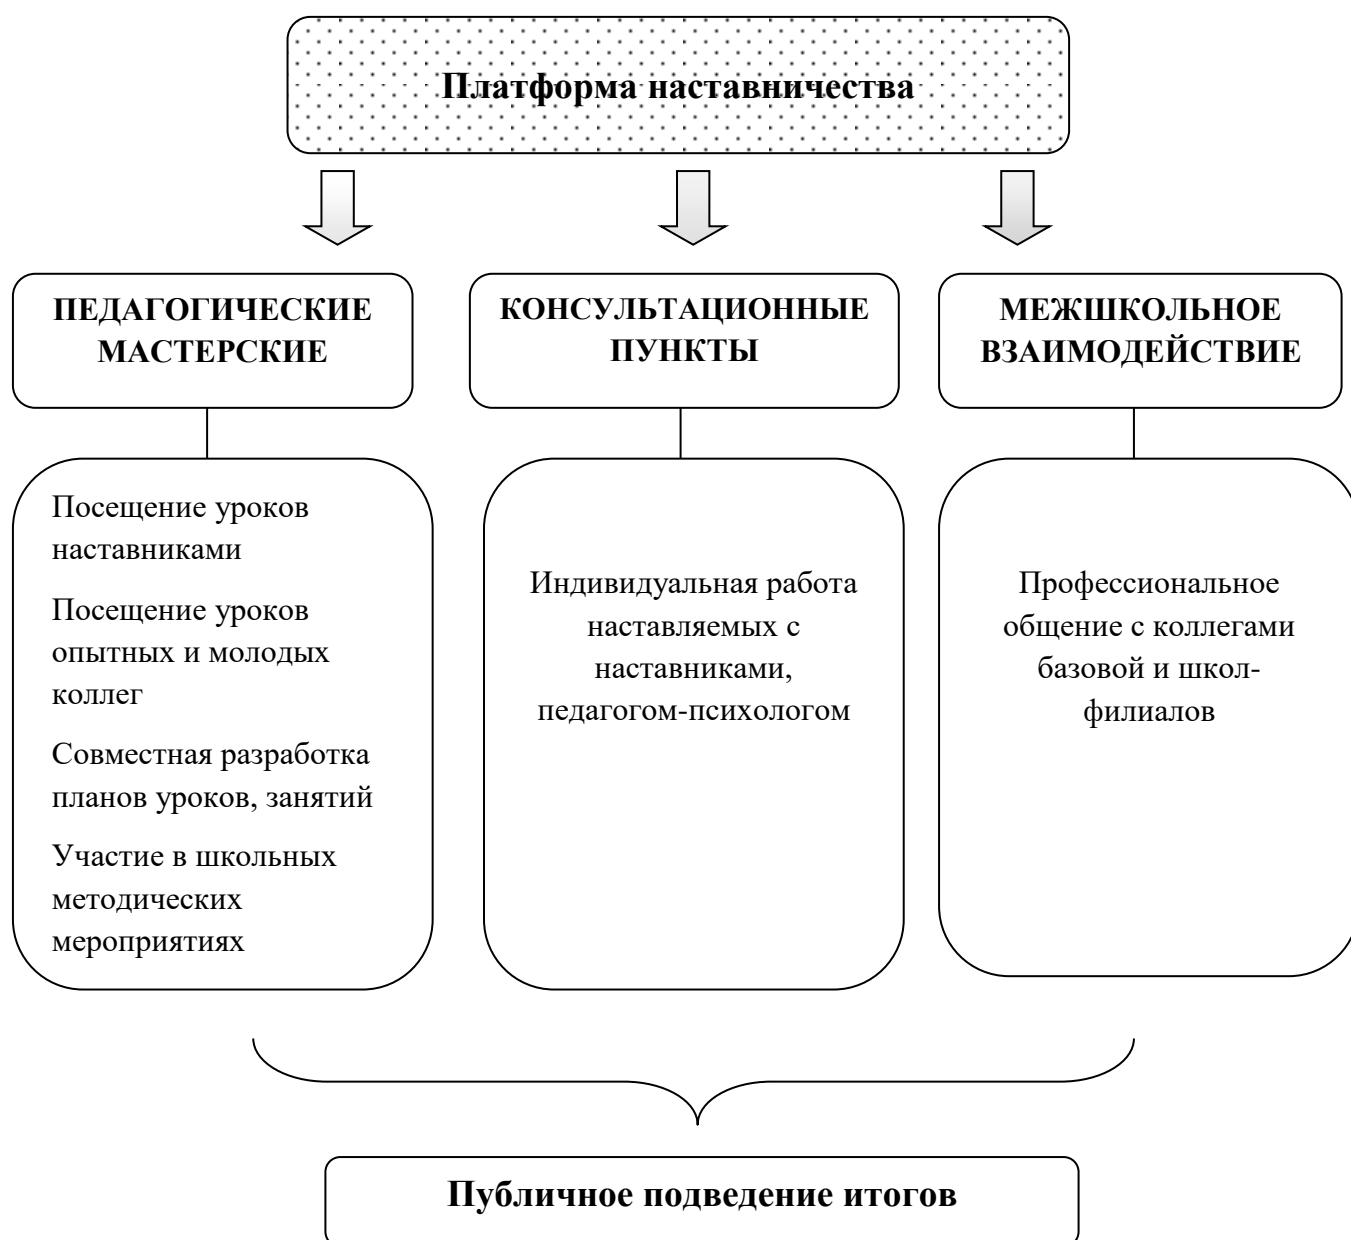 Платформа наставничества
ПЕДАГОГИЧЕСКИЕ
МАСТЕРСКИЕ
КОНСУЛЬТАЦИОННЫЕ
ПУНКТЫ
МЕЖШКОЛЬНОЕ
ВЗАИМОДЕЙСТВИЕ
Посещение уроков
наставниками
Посещение уроков
опытных и молодых
коллег
Совместная разработка
планов уроков, занятий
Участие в школьных
методических
мероприятиях
Индивидуальная работа
наставляемых с
наставниками,
педагогом-психологом
Профессиональное
общение с коллегами
базовой и школ-
филиалов
Публичное подведение итогов